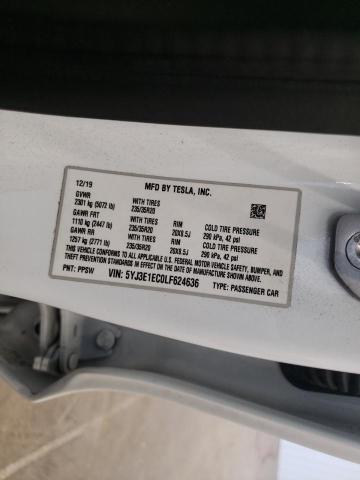 12/19 MFD BY TESLA, INC.
GVWR WITH TIRES
2301 kg (5072 lb) 235/35R20
GAWR FRT WITH TIRES RIM COLD TIRE PRESSURE
1110 kg (2447 lb) 235/35R20 20X8.5J 290 kPa, 42 psi
GAWR RR WITH TIRES RIM COLD TIRE PRESSURE
1257 kg (2771 lb) 235/35R20 20X8.5J 290 kPa, 42 psi
THIS VEHICLE CONFORMS TO ALL APPLICABLE U.S. FEDERAL MOTOR VEHICLE SAFETY, BUMPER, AND
THEFT PREVENTION STANDARDS IN EFFECT ON THE DATE OF MANUFACTURE SHOWN ABOVE.
PNT: PPSW VIN: 5YJ3E1EC0LF624636 TYPE: PASSENGER CAR